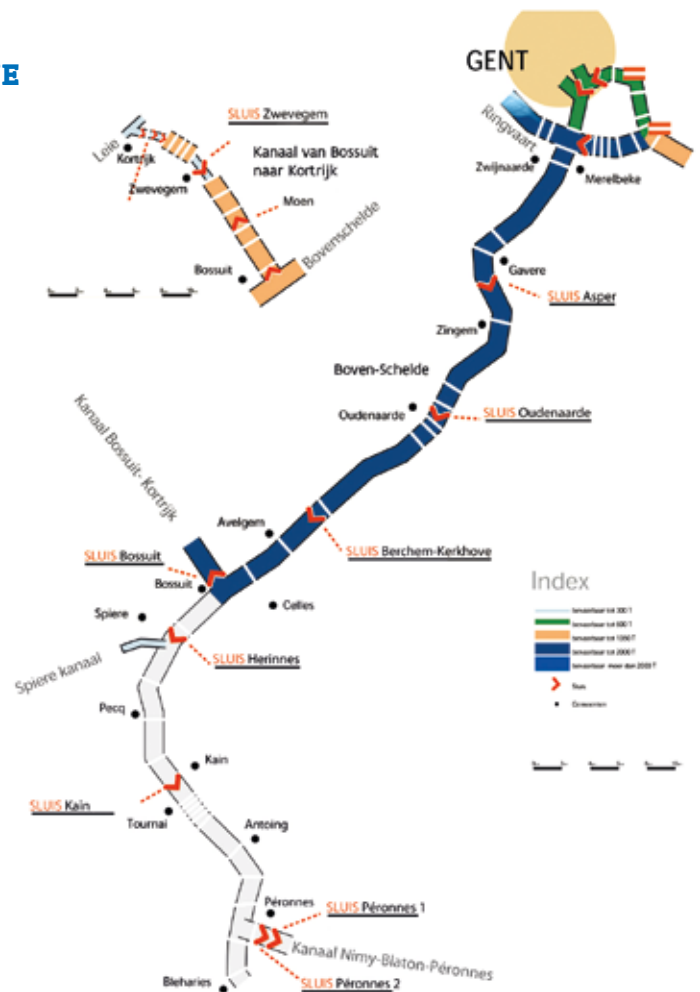 E
GENT
SLUIS Zwevegem
Leie
Kortrijk
Kanaal van Bossuit
naar Kortrijk
Zwevegem
Moen
Bovenschelde
Bossuit
Ringvaart
Zwijnaarde
Merelbeke
Gavere
SLUIS Asper
Zingem
Boven-Schelde
Oudenaarde
SLUIS Oudenaarde
Kanaal Bossuit-Kortrijk
Avelgem
SLUIS Berchem-Kerkhove
SLUIS Bossuit
Bossuit
Celles
Spiere
SLUIS Herinnes
Spiere kanaal
Pecq
Kain
SLUIS Kain
Tournai
Antoing
Péronnes
SLUIS Péronnes 1
Kanaal Nimy-Blaton-Péronnes
SLUIS Péronnes 2
Bleharies
Index
Sluis
Gemeenten